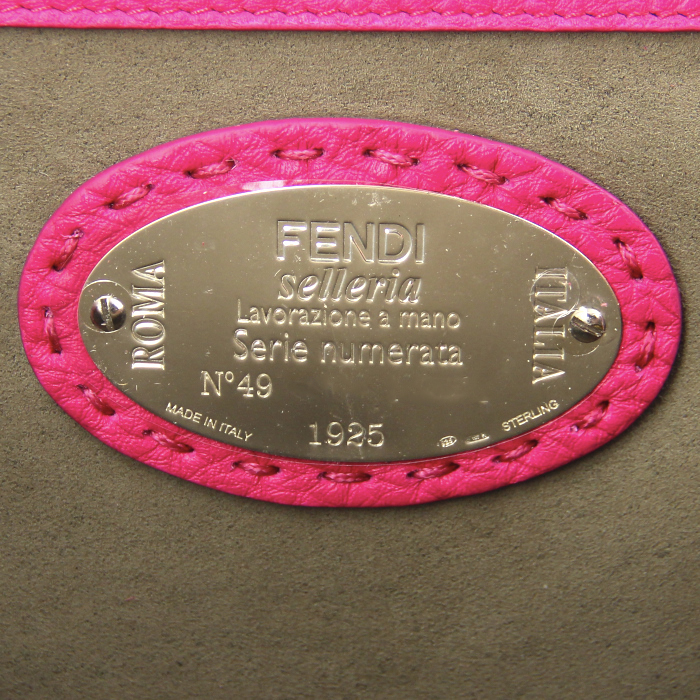 FENDI
selleria
Lavorazione a mano
Serie numerata
N°49
1925
ROMA
ITALIA
MADE IN ITALY
STERLING